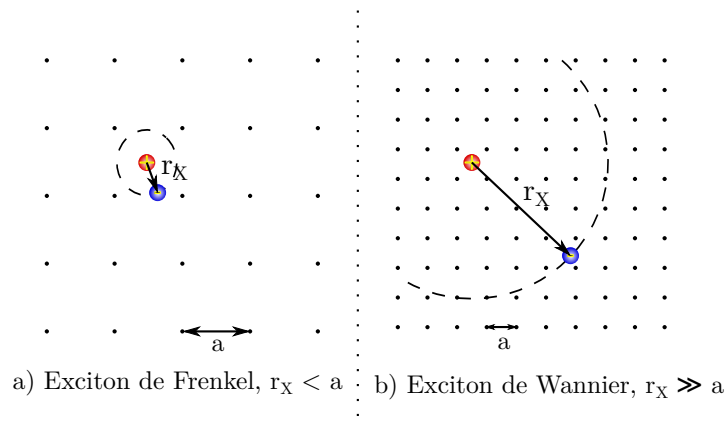 r_X
a
a) Exciton de Frenkel, r_X < a
r_X
a
b) Exciton de Wannier, r_X ≫ a